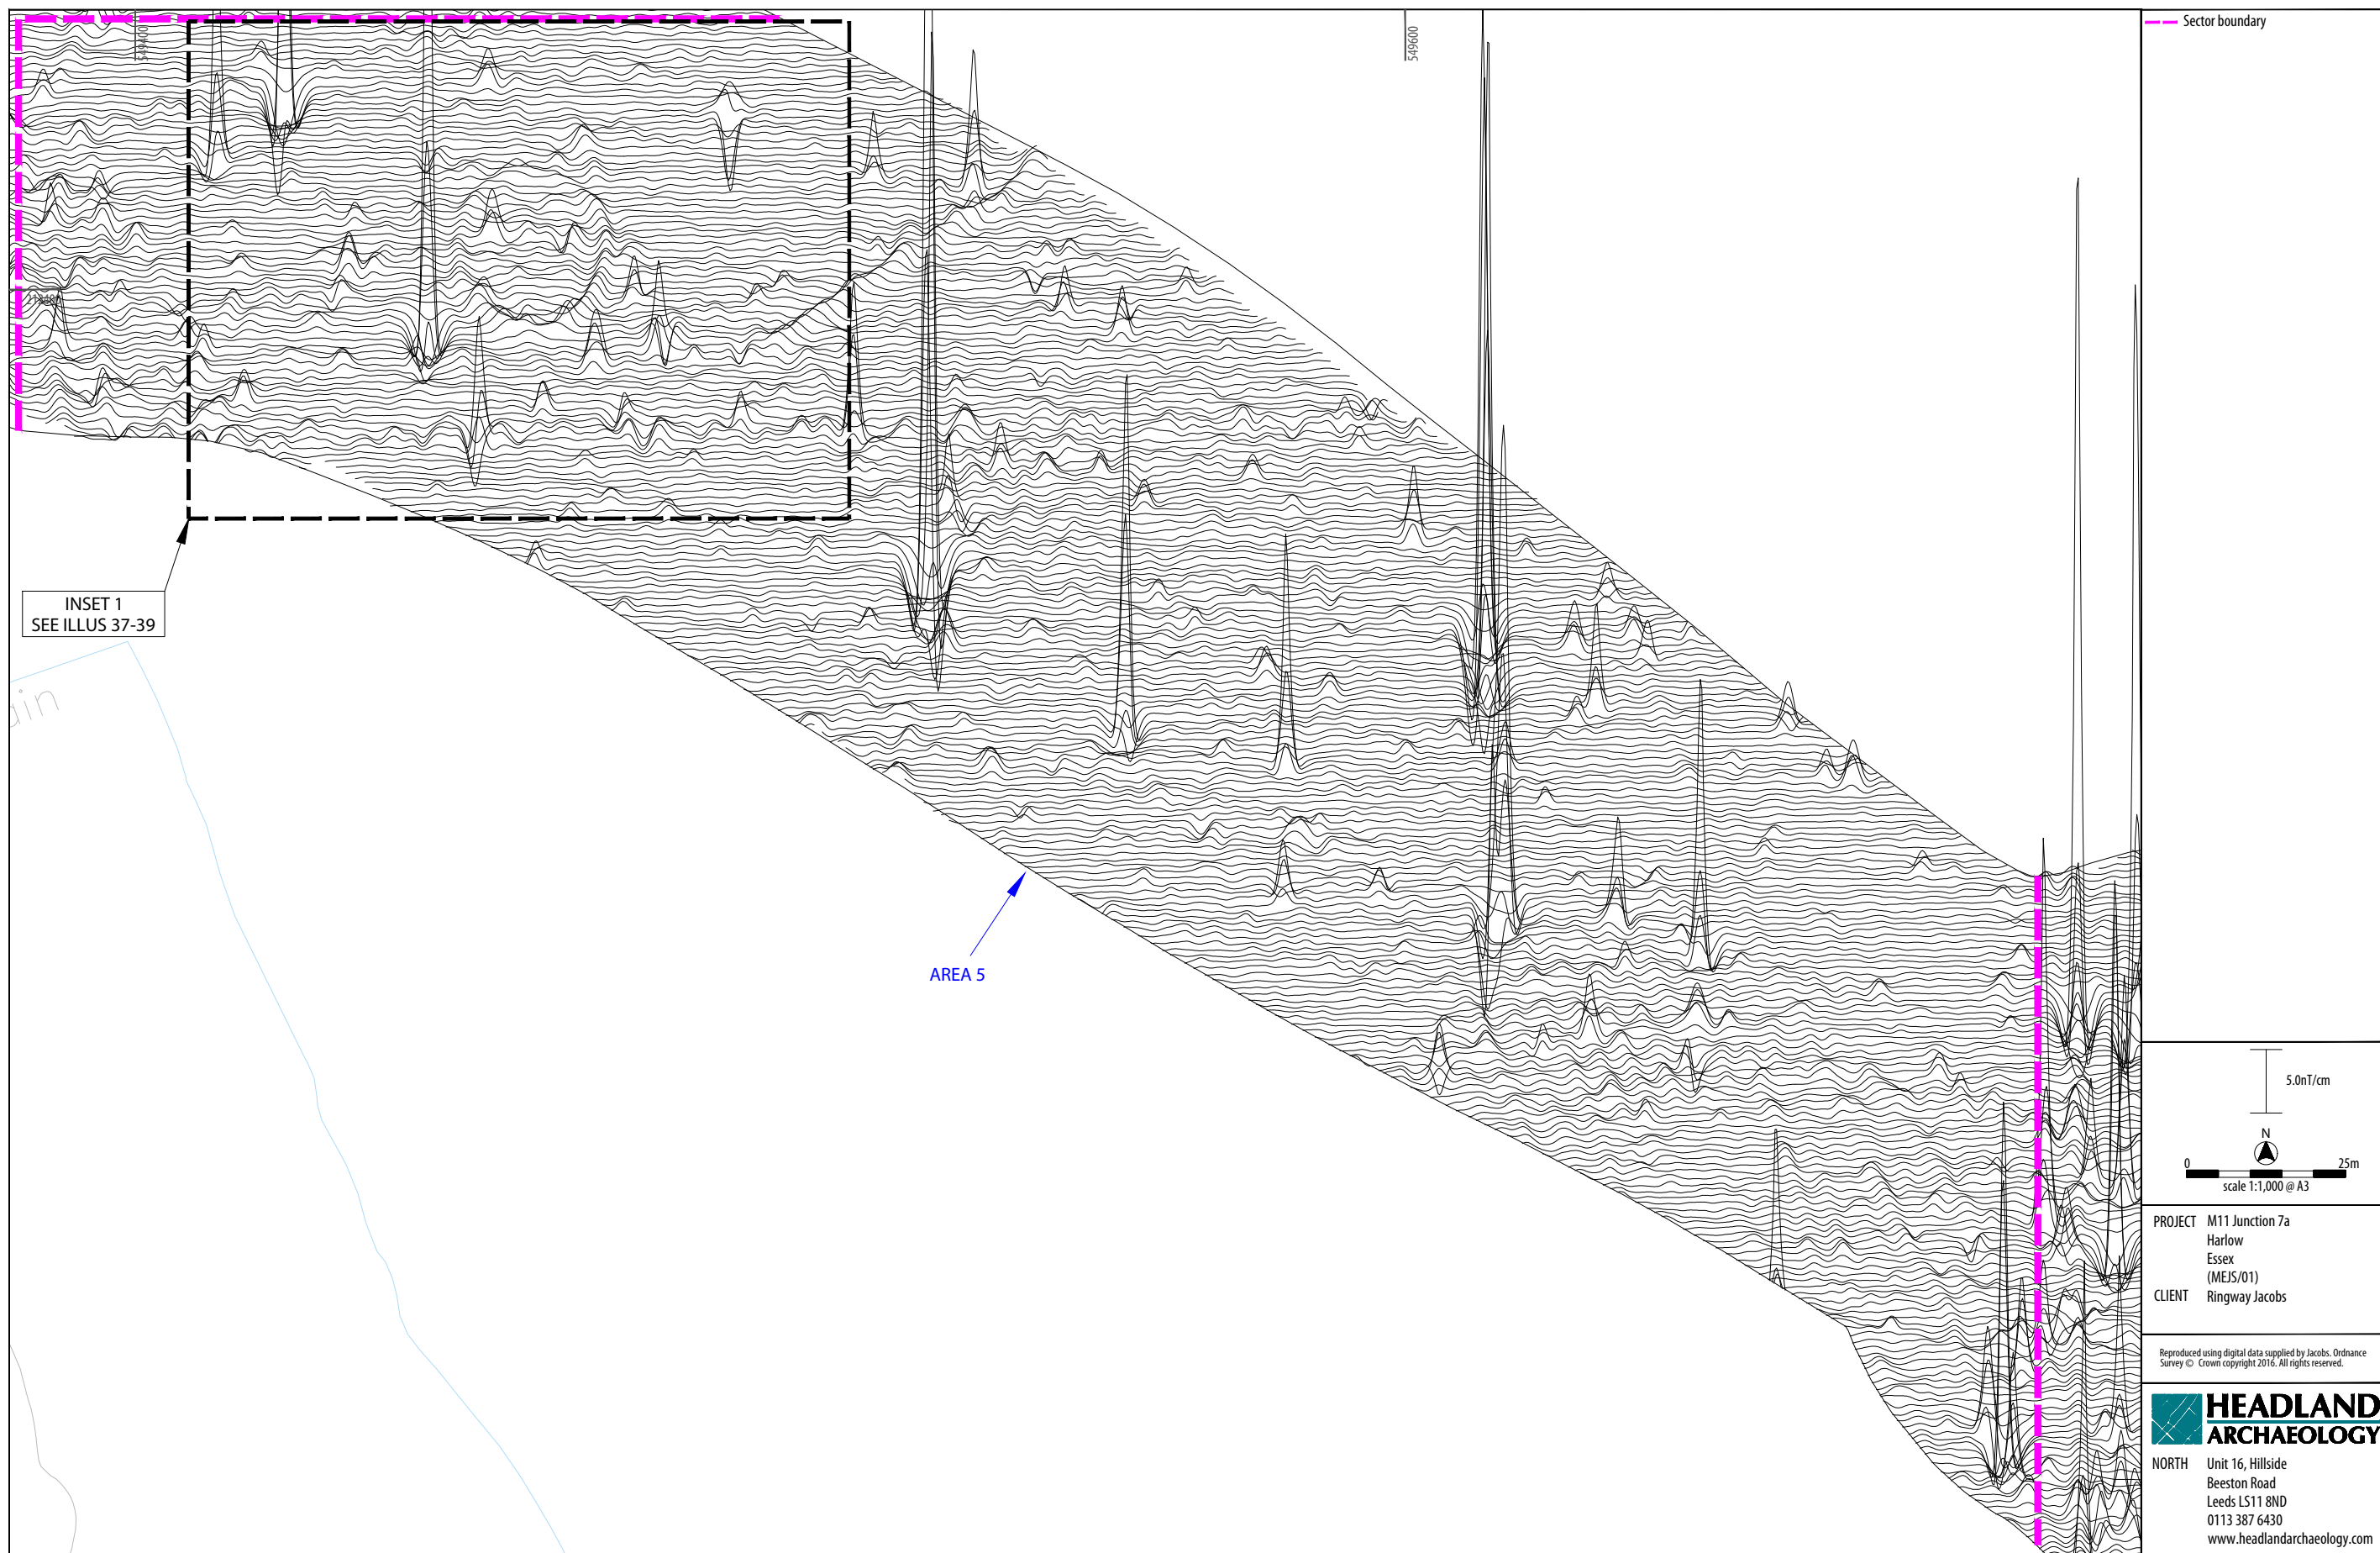 549400
549600
Sector boundary
INSET 1
SEE ILLUS 37-39
AREA 5
5.0nT/cm
N
0 25m
scale 1:1,000 @ A3
PROJECT M11 Junction 7a
Harlow
Essex
(MEJS/01)
CLIENT Ringway Jacobs
Reproduced using digital data supplied by Jacobs. Ordnance
Survey © Crown copyright 2016. All rights reserved.
HEADLAND
ARCHAEOLOGY
NORTH Unit 16, Hillside
Beeston Road
Leeds LS11 8ND
0113 387 6430
www.headlandarchaeology.com